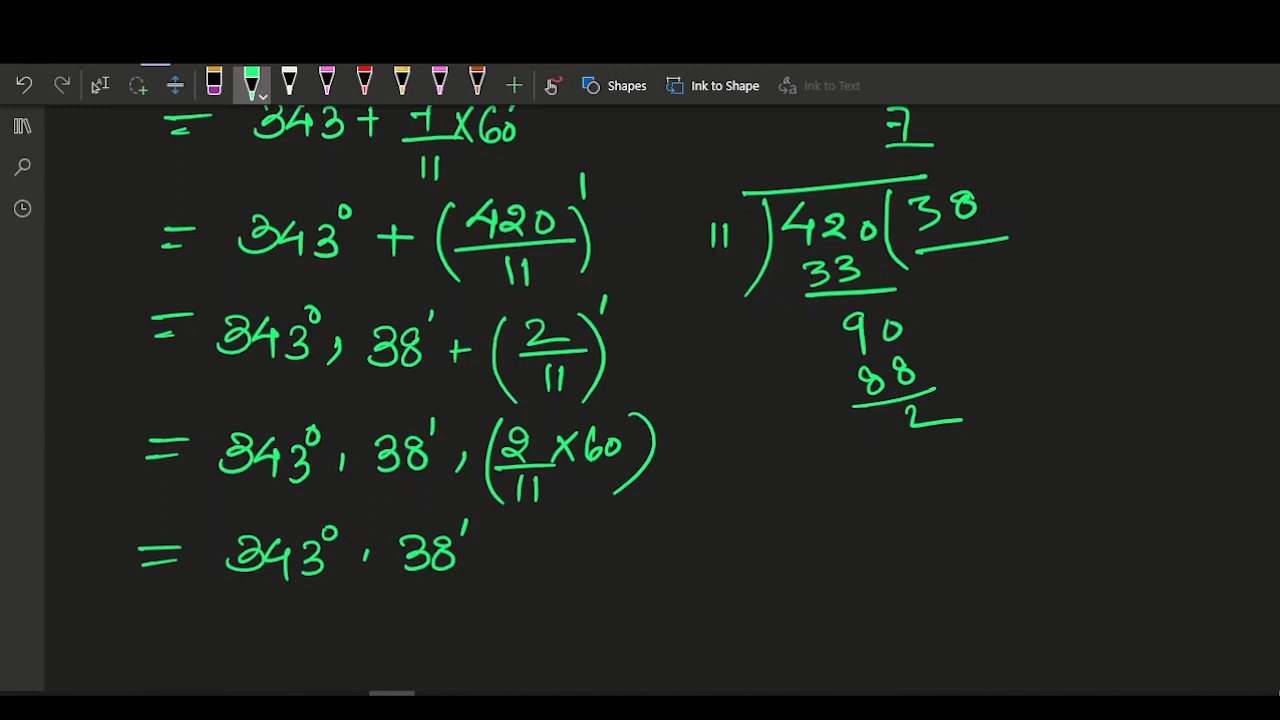 Shapes Ink to Shape Ink to Text
= 343 + 7/11 × 60'
= 343° + (420/11)'
= 343°, 38' + (2/11)'
= 343°, 38', (2/11 × 60)
= 343°, 38'
7
11 ) 420 ( 38
33
90
88
2